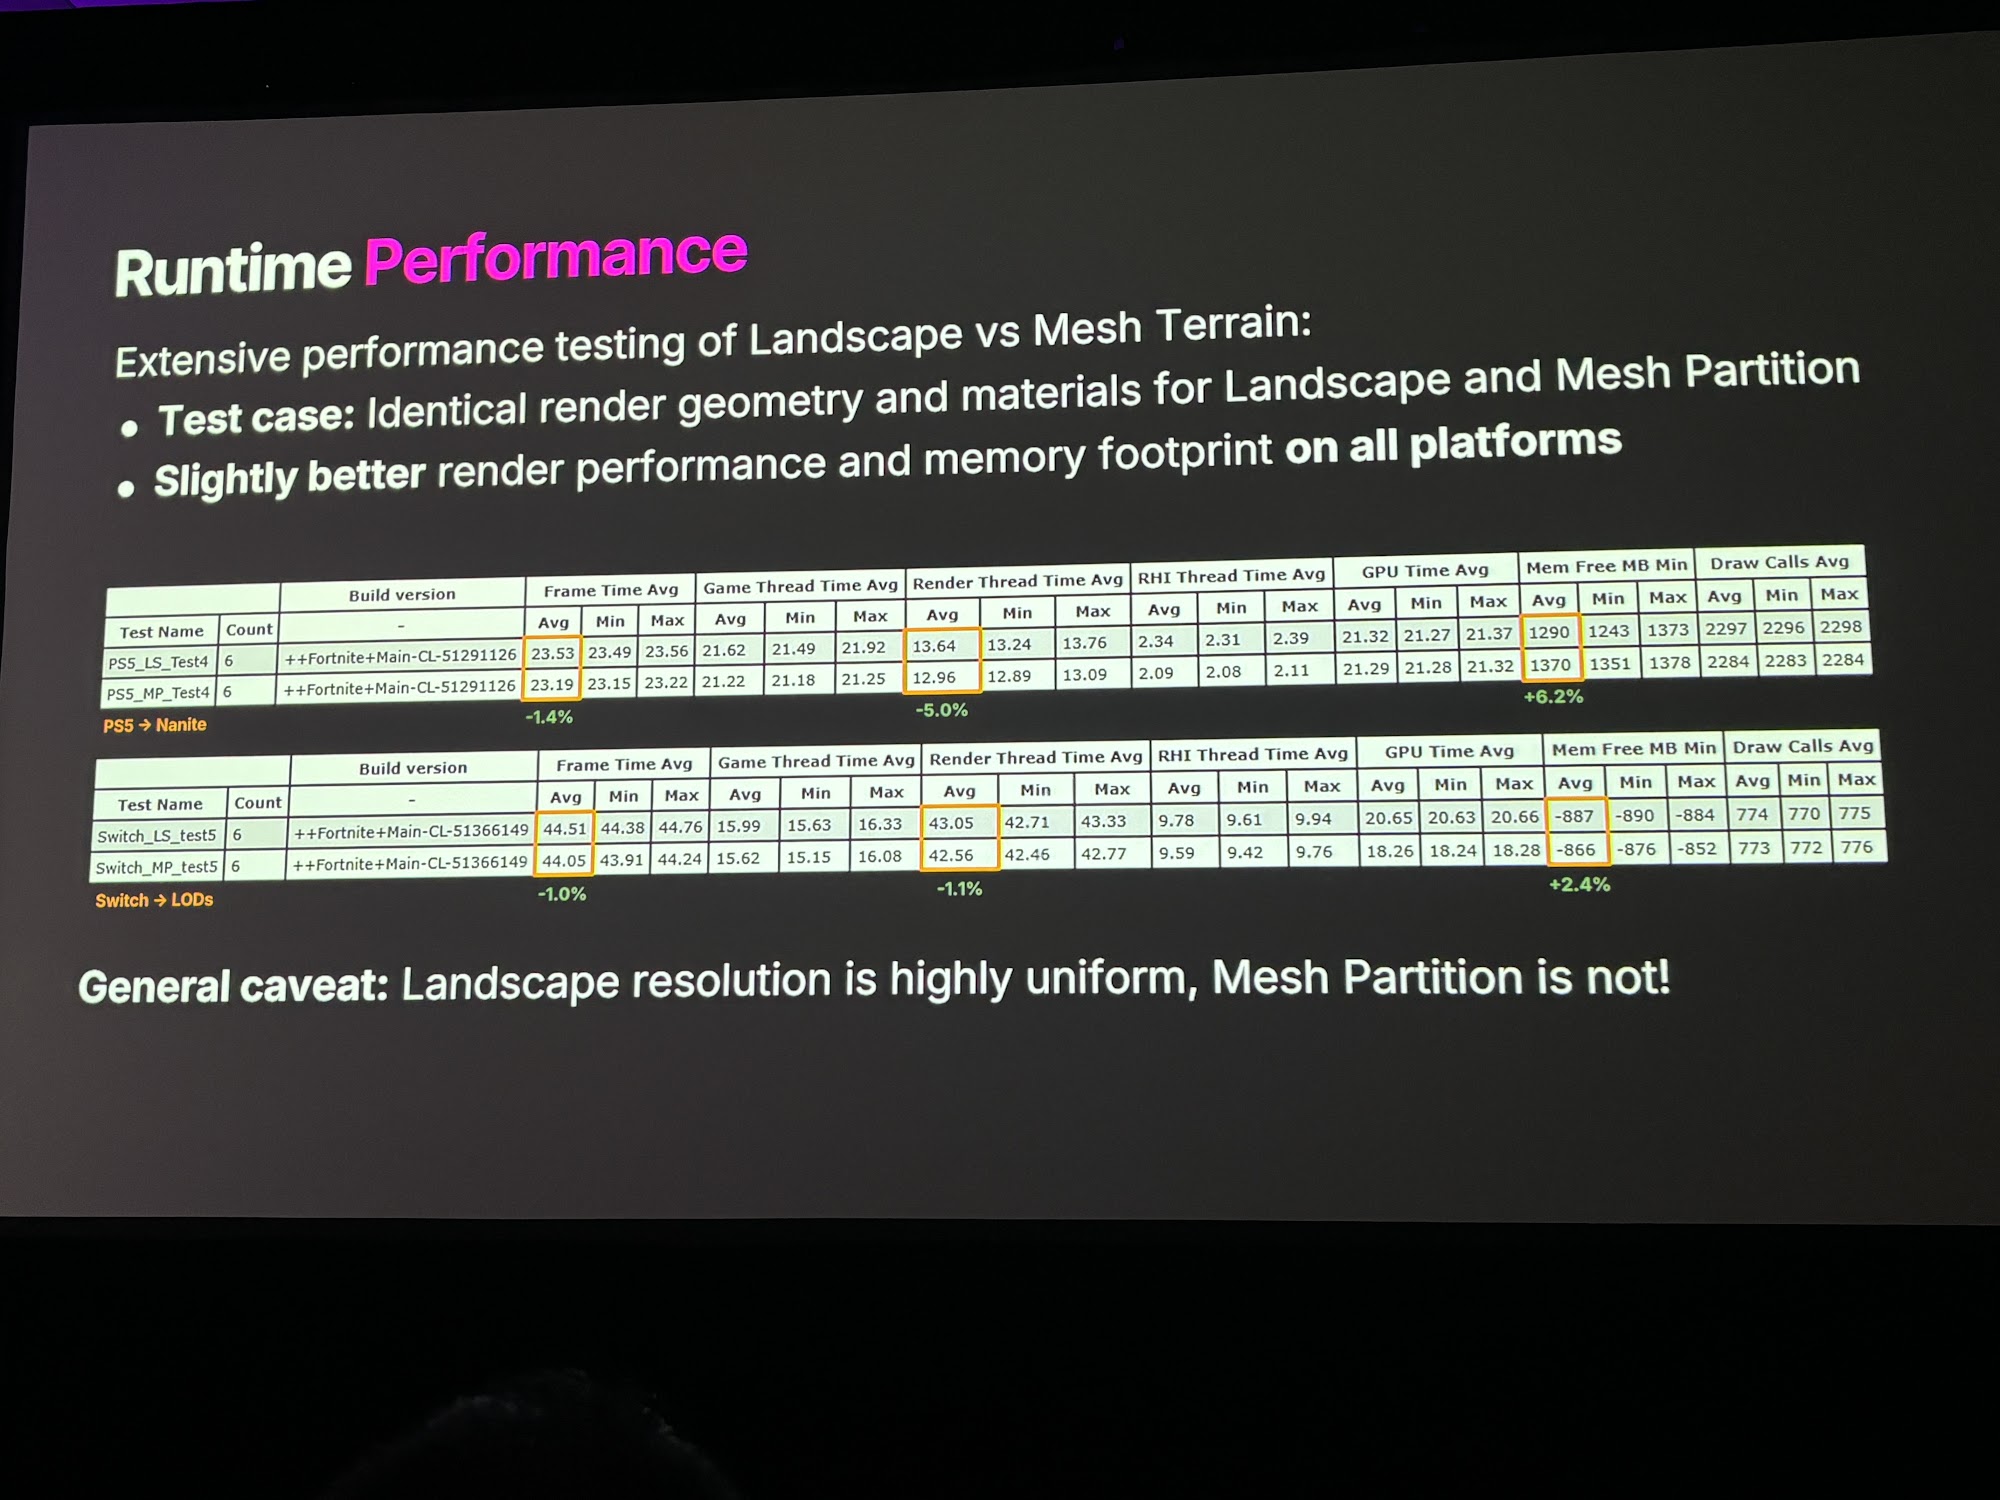 Runtime Performance
Extensive performance testing of Landscape vs Mesh Terrain:
• Test case: Identical render geometry and materials for Landscape and Mesh Partition
• Slightly better render performance and memory footprint on all platforms
Build version Frame Time Avg Game Thread Time Avg Render Thread Time Avg RHI Thread Time Avg GPU Time Avg Mem Free MB Min Draw Calls Avg
Test Name Count - Avg Min Max Avg Min Max Avg Min Max Avg Min Max Avg Min Max Avg Min Max Avg Min Max
PS5_LS_Test4 6 ++Fortnite+Main-CL-51291126 23.53 23.49 23.56 21.62 21.49 21.92 13.64 13.24 13.76 2.34 2.31 2.39 21.32 21.27 21.37 1290 1243 1373 2297 2296 2298
PS5_MP_Test4 6 ++Fortnite+Main-CL-51291126 23.19 23.15 23.22 21.22 21.18 21.25 12.96 12.89 13.09 2.09 2.08 2.11 21.29 21.28 21.32 1370 1351 1378 2284 2283 2284
PS5 → Nanite -1.4% -5.0% +6.2%
Build version Frame Time Avg Game Thread Time Avg Render Thread Time Avg RHI Thread Time Avg GPU Time Avg Mem Free MB Min Draw Calls Avg
Test Name Count - Avg Min Max Avg Min Max Avg Min Max Avg Min Max Avg Min Max Avg Min Max Avg Min Max
Switch_LS_test5 6 ++Fortnite+Main-CL-51366149 44.51 44.38 44.76 15.99 15.63 16.33 43.05 42.71 43.33 9.78 9.61 9.94 20.65 20.63 20.66 -887 -890 -884 774 770 775
Switch_MP_test5 6 ++Fortnite+Main-CL-51366149 44.05 43.91 44.24 15.62 15.15 16.08 42.56 42.46 42.77 9.59 9.42 9.76 18.26 18.24 18.28 -866 -876 -852 773 772 776
Switch → LODs -1.0% -1.1% +2.4%
General caveat: Landscape resolution is highly uniform, Mesh Partition is not!